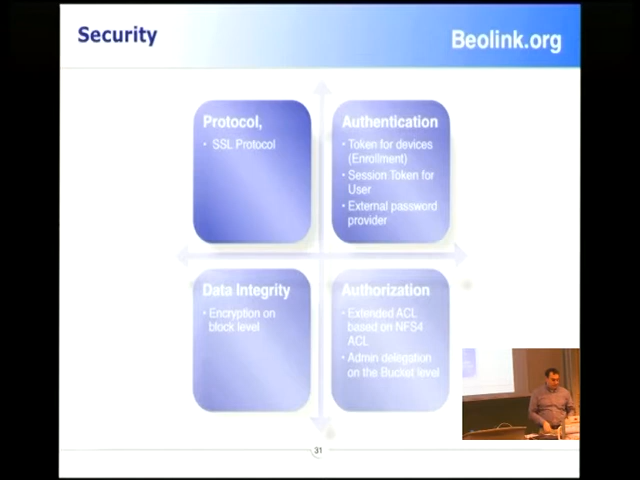 Security
Beolink.org
Protocol,
• SSL Protocol
Authentication
• Token for devices
(Enrollment)
• Session Token for
User
• External password
provider
Data Integrity
• Encryption on
block level
Authorization
• Extended ACL
based on NFS4
ACL
• Admin delegation
on the Bucket level
31